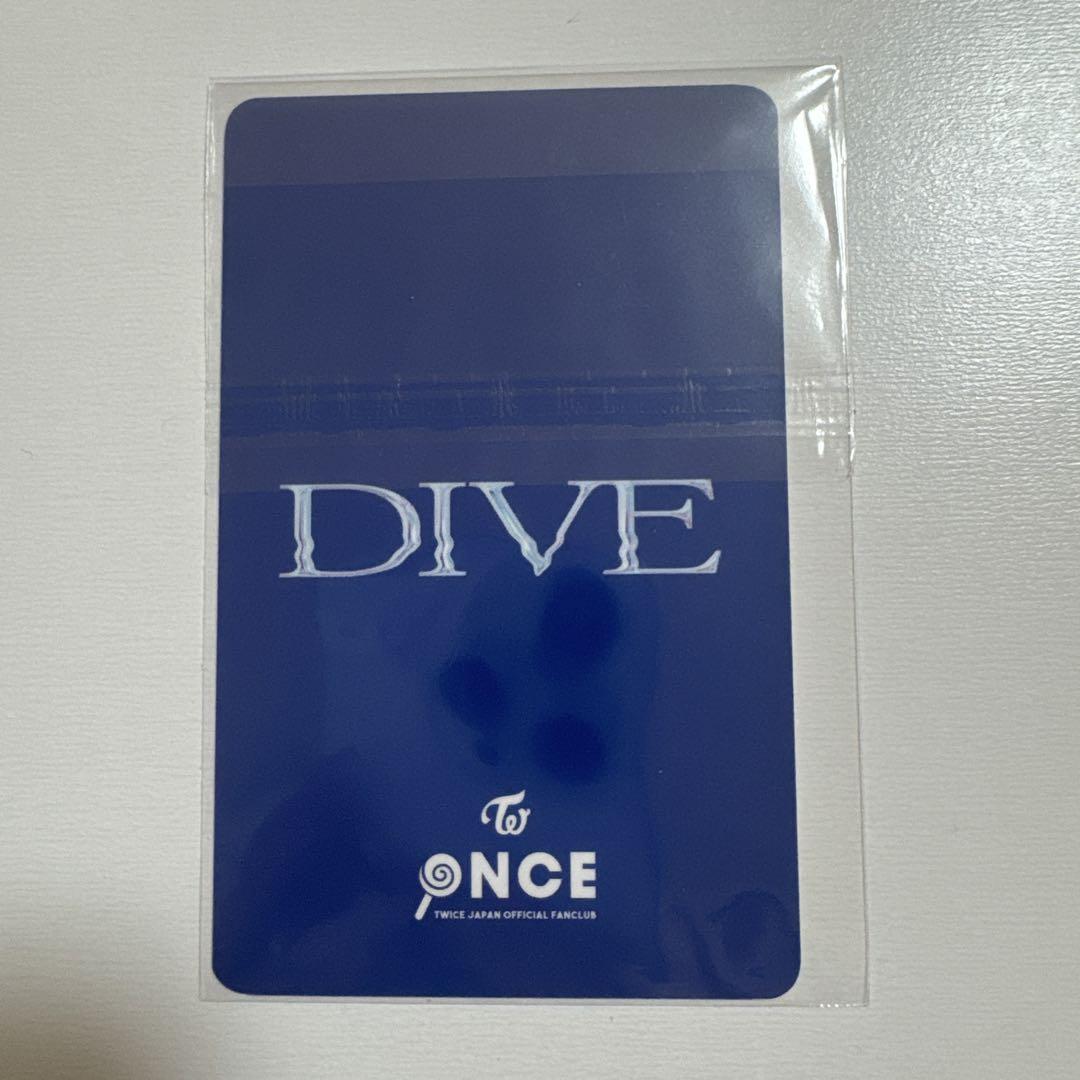 DIVE
TW
ONCE
TWICE JAPAN OFFICIAL FANCLUB